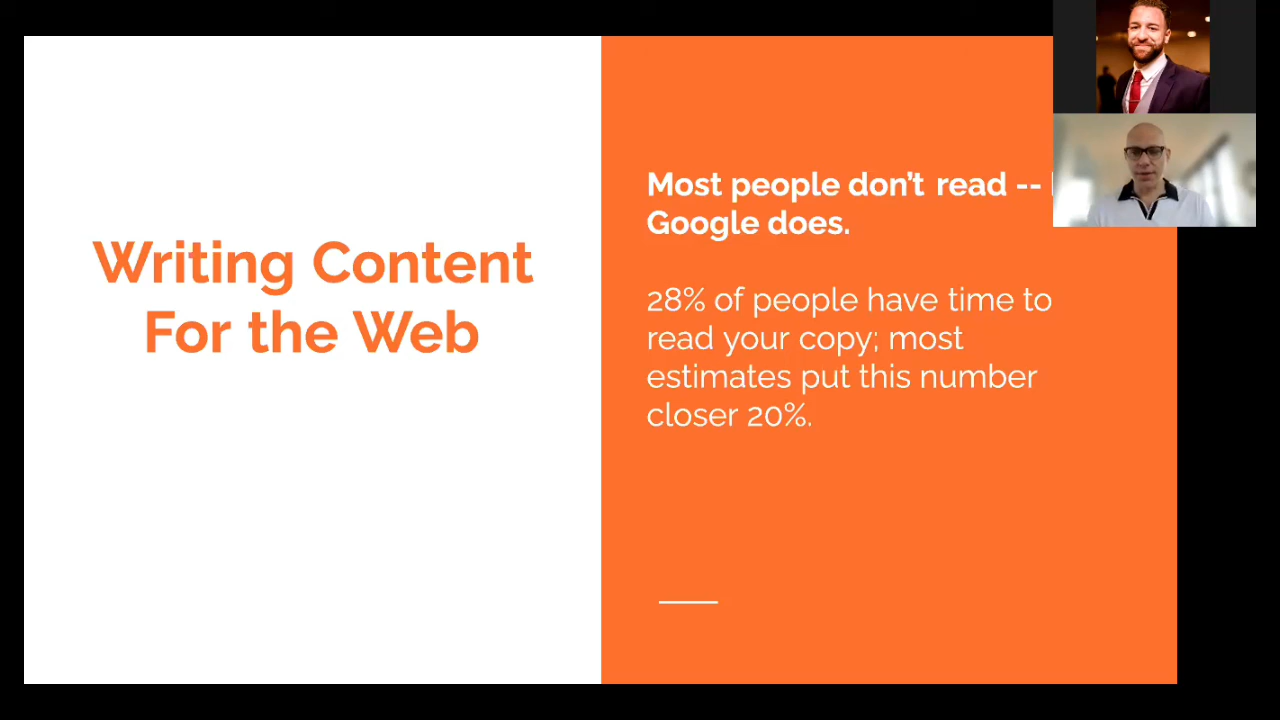 Writing Content
For the Web
Most people don't read --
Google does.
28% of people have time to
read your copy; most
estimates put this number
closer 20%.